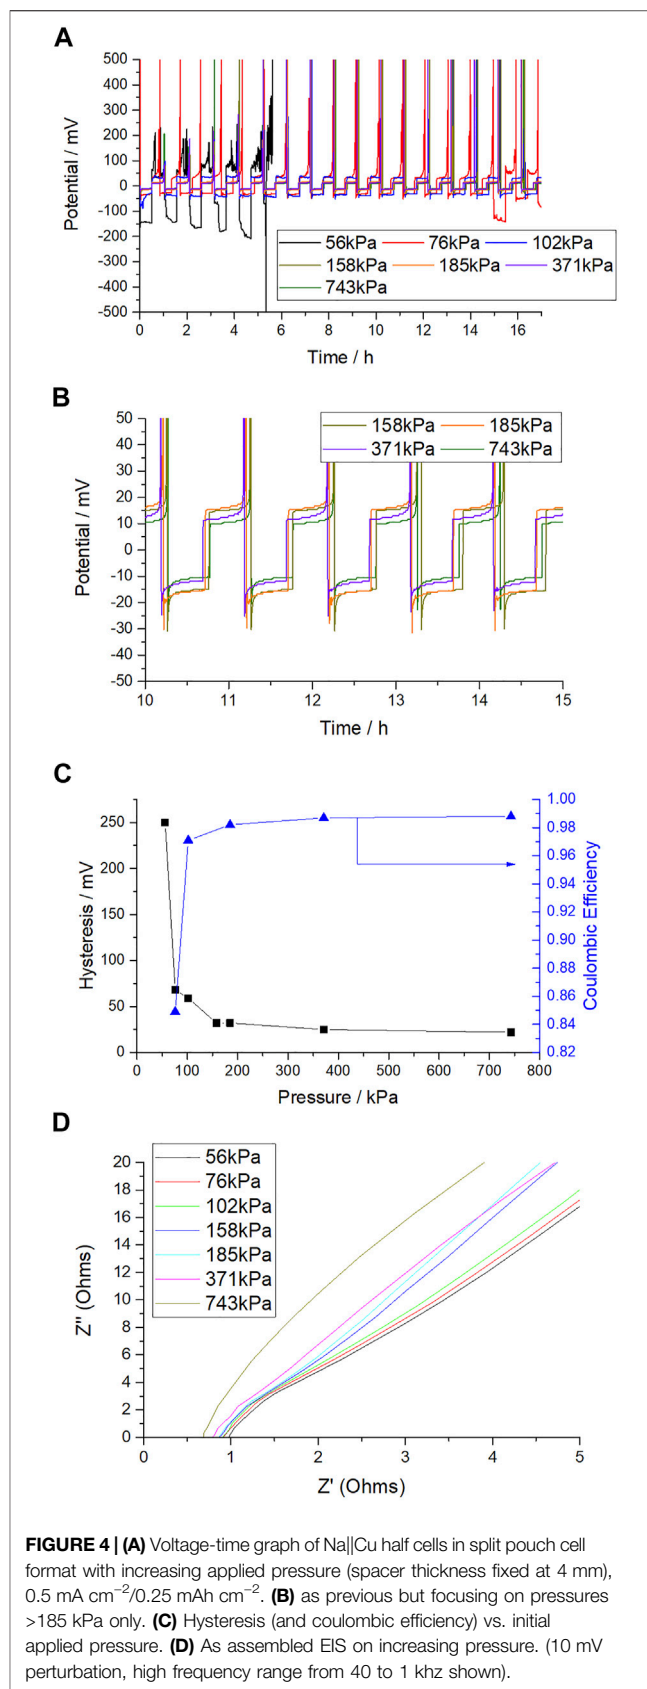 A
500
400
300
200
100
0
-100
-200
-300
-400
-500
Potential / mV
56kPa 76kPa 102kPa
158kPa 185kPa 371kPa
743kPa
0 2 4 6 8 10 12 14 16
Time / h
B
50
40
30
20
10
0
-10
-20
-30
-40
-50
Potential / mV
158kPa 185kPa
371kPa 743kPa
10 11 12 13 14 15
Time / h
C
250
200
150
100
50
0
Hysteresis / mV
1.00
0.98
0.96
0.94
0.92
0.90
0.88
0.86
0.84
0.82
Coulombic Efficiency
0 100 200 300 400 500 600 700 800
Pressure / kPa
D
20
18
16
14
12
10
8
6
4
2
0
Z" (Ohms)
56kPa
76kPa
102kPa
158kPa
185kPa
371kPa
743kPa
0 1 2 3 4 5
Z' (Ohms)
FIGURE 4 | (A) Voltage-time graph of Na||Cu half cells in split pouch cell
format with increasing applied pressure (spacer thickness fixed at 4 mm),
0.5 mA cm⁻²/0.25 mAh cm⁻². (B) as previous but focusing on pressures
>185 kPa only. (C) Hysteresis (and coulombic efficiency) vs. initial
applied pressure. (D) As assembled EIS on increasing pressure. (10 mV
perturbation, high frequency range from 40 to 1 khz shown).